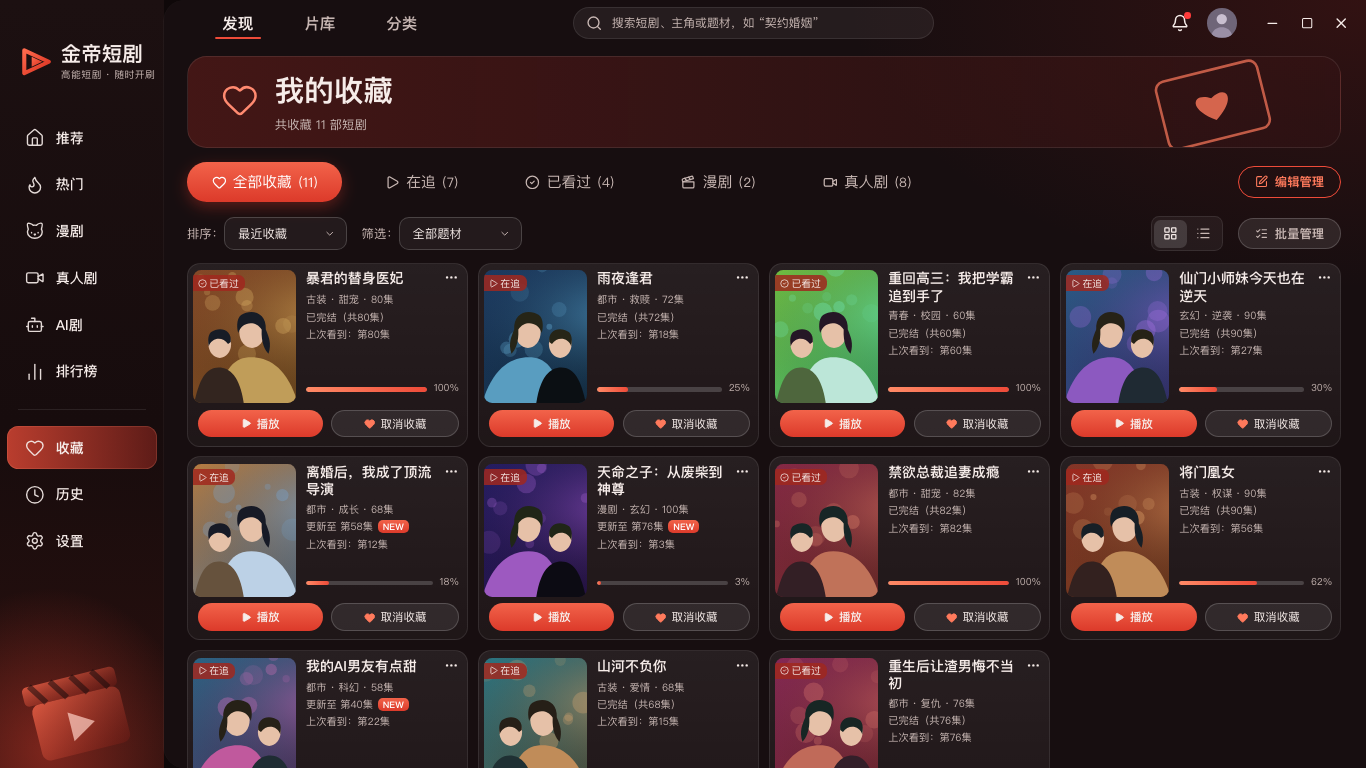 金帝短剧
高能短剧 · 随时开刷
推荐
热门
漫剧
真人剧
AI剧
排行榜
收藏
历史
设置
发现
片库
分类
搜索短剧、主角或题材，如 “契约婚姻”
我的收藏
共收藏 11 部短剧
全部收藏 (11)
在追 (7)
已看过 (4)
漫剧 (2)
真人剧 (8)
编辑管理
排序:
最近收藏
筛选:
全部题材
批量管理
已看过
暴君的替身医妃
古装 · 甜宠 · 80集
已完结（共80集）
上次看到：第80集
100%
播放
取消收藏
在追
雨夜逢君
都市 · 救赎 · 72集
已完结（共72集）
上次看到：第18集
25%
播放
取消收藏
已看过
重回高三：我把学霸
追到手了
青春 · 校园 · 60集
已完结（共60集）
上次看到：第60集
100%
播放
取消收藏
在追
仙门小师妹今天也在
逆天
玄幻 · 逆袭 · 90集
已完结（共90集）
上次看到：第27集
30%
播放
取消收藏
在追
离婚后，我成了顶流
导演
都市 · 成长 · 68集
更新至 第58集 NEW
上次看到：第12集
18%
播放
取消收藏
在追
天命之子：从废柴到
神尊
漫剧 · 玄幻 · 100集
更新至 第76集 NEW
上次看到：第3集
3%
播放
取消收藏
已看过
禁欲总裁追妻成瘾
都市 · 甜宠 · 82集
已完结（共82集）
上次看到：第82集
100%
播放
取消收藏
在追
将门凰女
古装 · 权谋 · 90集
已完结（共90集）
上次看到：第56集
62%
播放
取消收藏
在追
我的AI男友有点甜
都市 · 科幻 · 58集
更新至 第40集 NEW
上次看到：第22集
在追
山河不负你
古装 · 爱情 · 68集
已完结（共68集）
上次看到：第15集
已看过
重生后让渣男悔不当
初
都市 · 复仇 · 76集
已完结（共76集）
上次看到：第76集